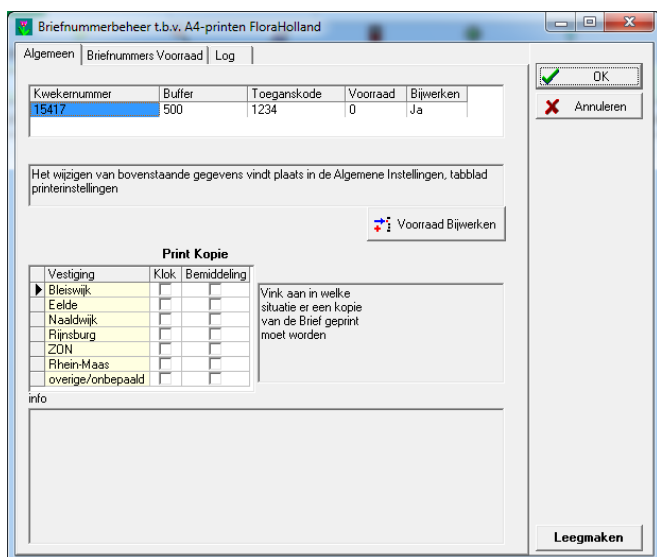 Briefnummerbeheer t.b.v. A4-printen FloraHolland
Algemeen Briefnummers Voorraad Log
OK
Annuleren
Kwekernummer Buffer Toeganskode Voorraad Bijwerken
15417 500 1234 0 Ja
Het wijzigen van bovenstaande gegevens vindt plaats in de Algemene Instellingen, tabblad
printerinstellingen
Voorraad Bijwerken
Print Kopie
Vestiging Klok Bemiddeling
Bleiswijk
Eelde
Naaldwijk
Rijnsburg
ZON
Rhein-Maas
overige/onbepaald
Vink aan in welke
situatie er een kopie
van de Brief geprint
moet worden
info
Leegmaken